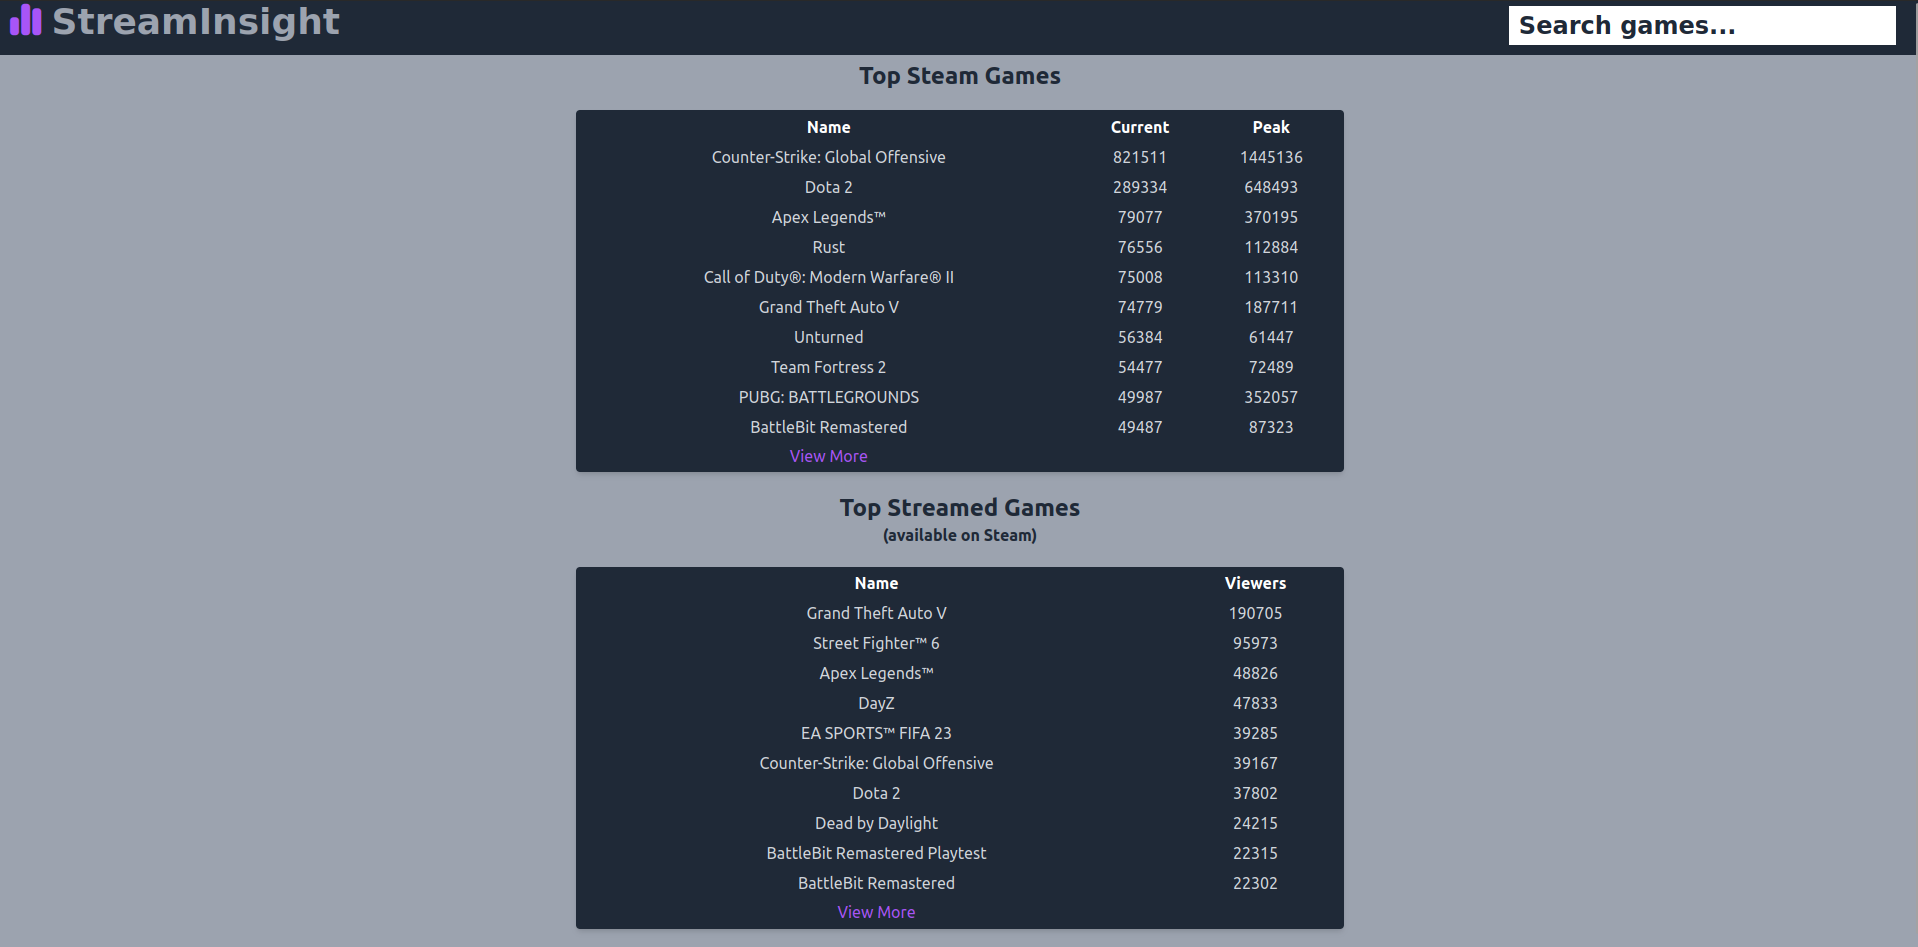 StreamInsight
Search games...
Top Steam Games
Name Current Peak
Counter-Strike: Global Offensive 821511 1445136
Dota 2 289334 648493
Apex Legends™ 79077 370195
Rust 76556 112884
Call of Duty®: Modern Warfare® II 75008 113310
Grand Theft Auto V 74779 187711
Unturned 56384 61447
Team Fortress 2 54477 72489
PUBG: BATTLEGROUNDS 49987 352057
BattleBit Remastered 49487 87323
View More
Top Streamed Games
(available on Steam)
Name Viewers
Grand Theft Auto V 190705
Street Fighter™ 6 95973
Apex Legends™ 48826
DayZ 47833
EA SPORTS™ FIFA 23 39285
Counter-Strike: Global Offensive 39167
Dota 2 37802
Dead by Daylight 24215
BattleBit Remastered Playtest 22315
BattleBit Remastered 22302
View More